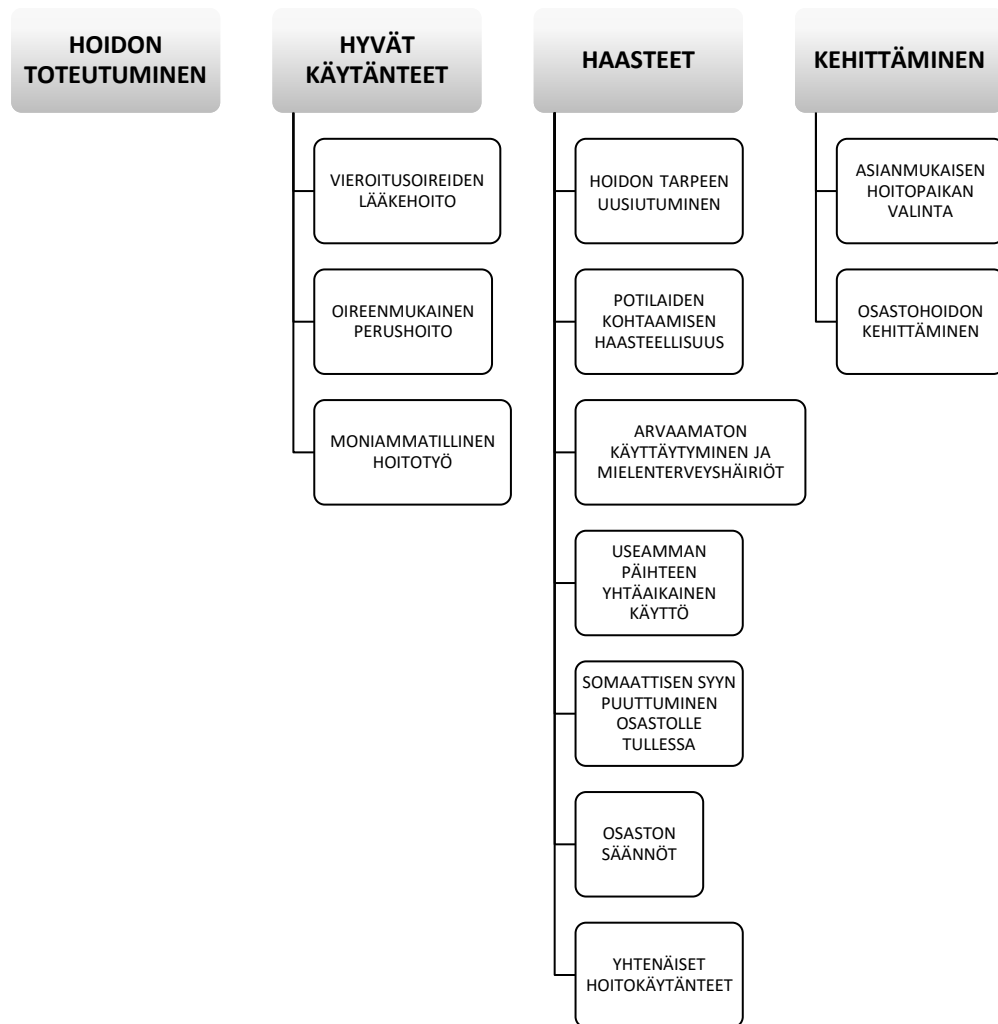 HOIDON
TOTEUTUMINEN
HYVÄT
KÄYTÄNTEET
VIEROITUSOIREIDEN
LÄÄKEHOITO
OIREENMUKAINEN
PERUSHOITO
MONIAMMATILLINEN
HOITOTYÖ
HAASTEET
HOIDON TARPEEN
UUSIUTUMINEN
POTILAIDEN
KOHTAAMISEN
HAASTEELLISUUS
ARVAAMATON
KÄYTTÄYTYMINEN JA
MIELENTERVEYSHÄIRIÖT
USEAMMAN
PÄIHTEEN
YHTÄAIKAINEN
KÄYTTÖ
SOMAATTISEN SYYN
PUUTTUMINEN
OSASTOLLE
TULLESSA
OSASTON
SÄÄNNÖT
YHTENÄISET
HOITOKÄYTÄNTEET
KEHITTÄMINEN
ASIANMUKAISEN
HOITOPAIKAN
VALINTA
OSASTOHOIDON
KEHITTÄMINEN